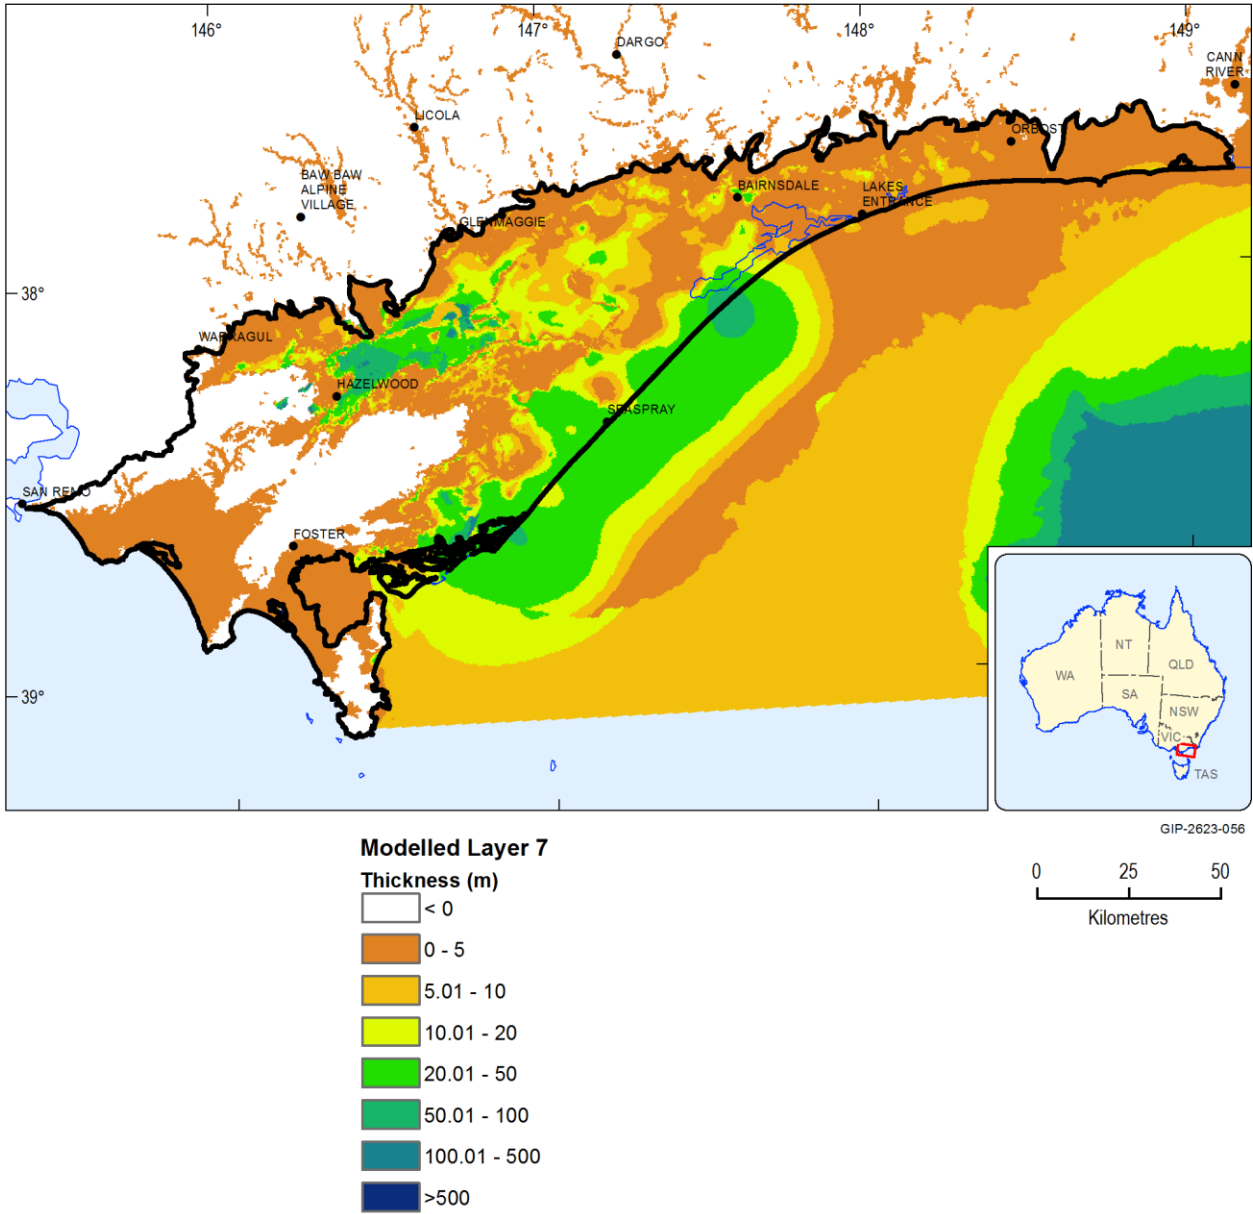 146°
147°
148°
149°
DARGO
CANN
RIVER
LICOLA
ORBOST
BAW BAW
ALPINE
VILLAGE
BAIRNSDALE
LAKES
ENTRANCE
GLENMAGGIE
38°
WARRAGUL
HAZELWOOD
SEASPRAY
SAN REMO
FOSTER
39°
NT
QLD
WA
SA
NSW
VIC
TAS
GIP-2623-056
Modelled Layer 7
Thickness (m)
< 0
0 - 5
5.01 - 10
10.01 - 20
20.01 - 50
50.01 - 100
100.01 - 500
>500
0 25 50
Kilometres